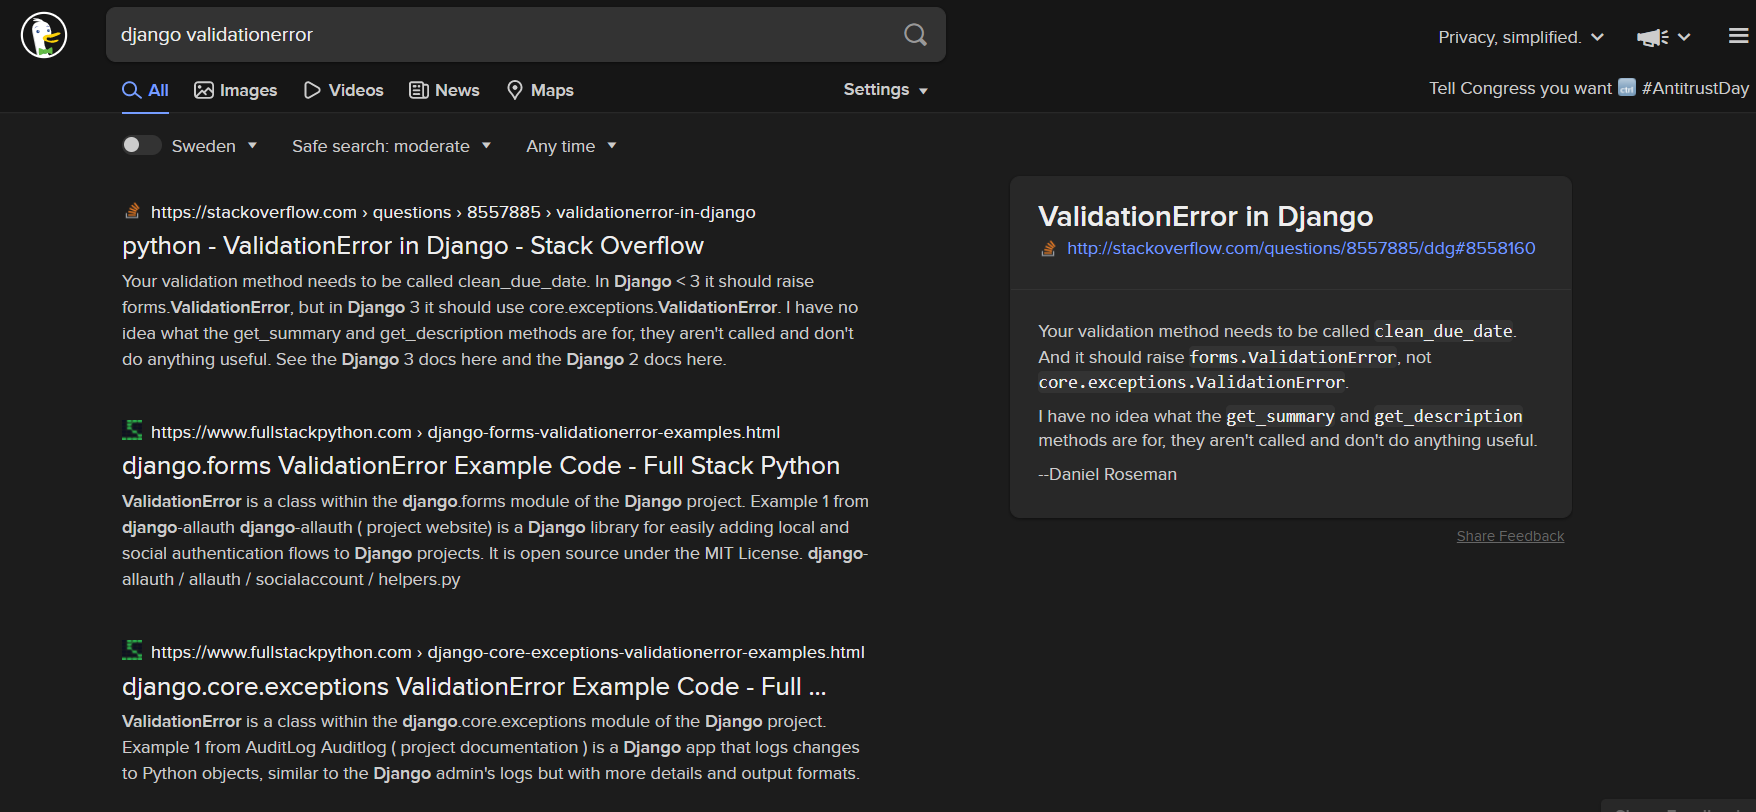 django validationerror
Privacy, simplified.
All Images Videos News Maps
Settings
Tell Congress you want ctrl #AntitrustDay
Sweden Safe search: moderate Any time
https://stackoverflow.com › questions › 8557885 › validationerror-in-django
python - ValidationError in Django - Stack Overflow
Your validation method needs to be called clean_due_date. In Django < 3 it should raise
forms.ValidationError, but in Django 3 it should use core.exceptions.ValidationError. I have no
idea what the get_summary and get_description methods are for, they aren't called and don't
do anything useful. See the Django 3 docs here and the Django 2 docs here.
https://www.fullstackpython.com › django-forms-validationerror-examples.html
django.forms ValidationError Example Code - Full Stack Python
ValidationError is a class within the django.forms module of the Django project. Example 1 from
django-allauth django-allauth ( project website) is a Django library for easily adding local and
social authentication flows to Django projects. It is open source under the MIT License. django-
allauth / allauth / socialaccount / helpers.py
https://www.fullstackpython.com › django-core-exceptions-validationerror-examples.html
django.core.exceptions ValidationError Example Code - Full ...
ValidationError is a class within the django.core.exceptions module of the Django project.
Example 1 from AuditLog Auditlog ( project documentation ) is a Django app that logs changes
to Python objects, similar to the Django admin's logs but with more details and output formats.
ValidationError in Django
http://stackoverflow.com/questions/8557885/ddg#8558160
Your validation method needs to be called clean_due_date.
And it should raise forms.ValidationError, not
core.exceptions.ValidationError.
I have no idea what the get_summary and get_description
methods are for, they aren't called and don't do anything useful.
--Daniel Roseman
Share Feedback